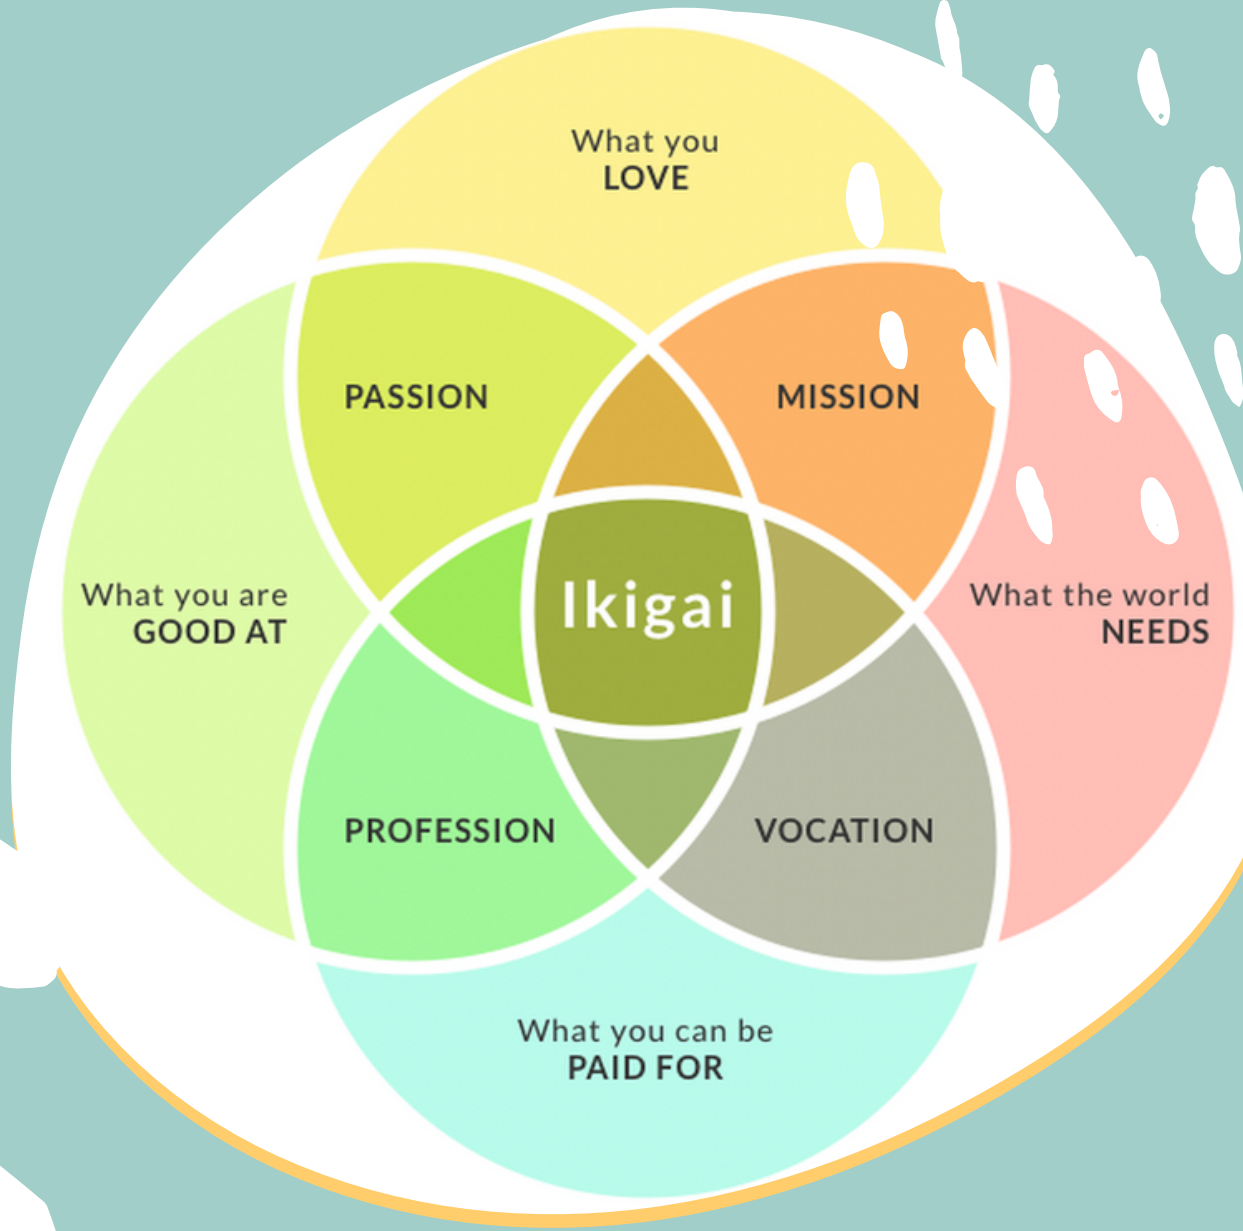 What you
LOVE
PASSION
MISSION
What you are
GOOD AT
Ikigai
What the world
NEEDS
PROFESSION
VOCATION
What you can be
PAID FOR